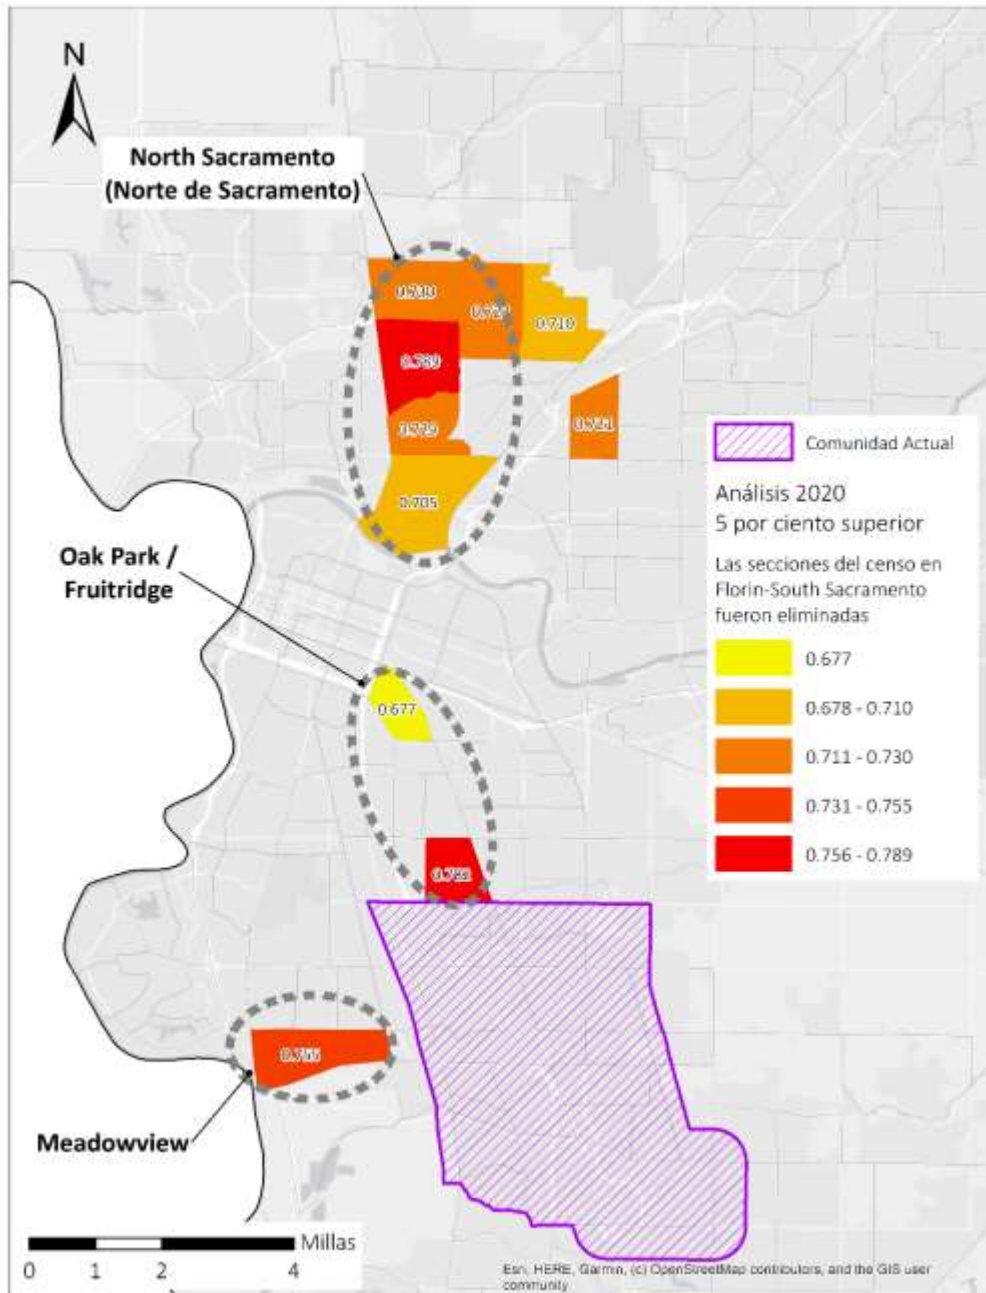 N
North Sacramento
(Norte de Sacramento)
0.730
0.710
0.789
0.721
0.729
0.705
Comunidad Actual
Análisis 2020
5 por ciento superior
Las secciones del censo en
Florin-South Sacramento
fueron eliminadas
0.677
0.678 - 0.710
0.711 - 0.730
0.731 - 0.755
0.756 - 0.789
Oak Park /
Fruitridge
0.677
0.755
Meadowview
Millas
0 1 2 4
Esri, HERE, Garmin, (c) OpenStreetMap contributors, and the GIS user
community